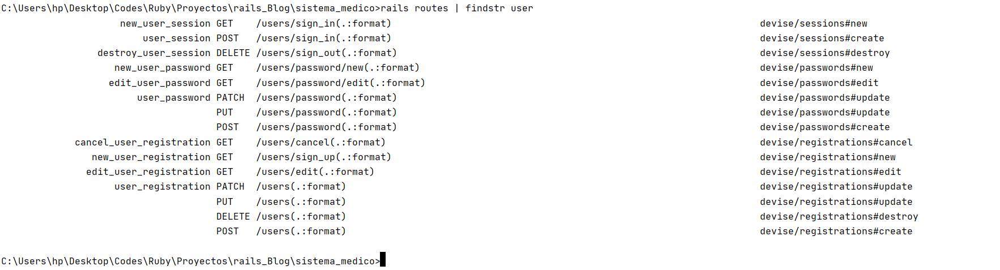 C:\Users\hp\Desktop\Codes\Ruby\Proyectos\rails_Blog\sistema_medico>rails routes | findstr user
new_user_session GET /users/sign_in(.:format) devise/sessions#new
user_session POST /users/sign_in(.:format) devise/sessions#create
destroy_user_session DELETE /users/sign_out(.:format) devise/sessions#destroy
new_user_password GET /users/password/new(.:format) devise/passwords#new
edit_user_password GET /users/password/edit(.:format) devise/passwords#edit
user_password PATCH /users/password(.:format) devise/passwords#update
PUT /users/password(.:format) devise/passwords#update
POST /users/password(.:format) devise/passwords#create
cancel_user_registration GET /users/cancel(.:format) devise/registrations#cancel
new_user_registration GET /users/sign_up(.:format) devise/registrations#new
edit_user_registration GET /users/edit(.:format) devise/registrations#edit
user_registration PATCH /users(.:format) devise/registrations#update
PUT /users(.:format) devise/registrations#update
DELETE /users(.:format) devise/registrations#destroy
POST /users(.:format) devise/registrations#create
C:\Users\hp\Desktop\Codes\Ruby\Proyectos\rails_Blog\sistema_medico>